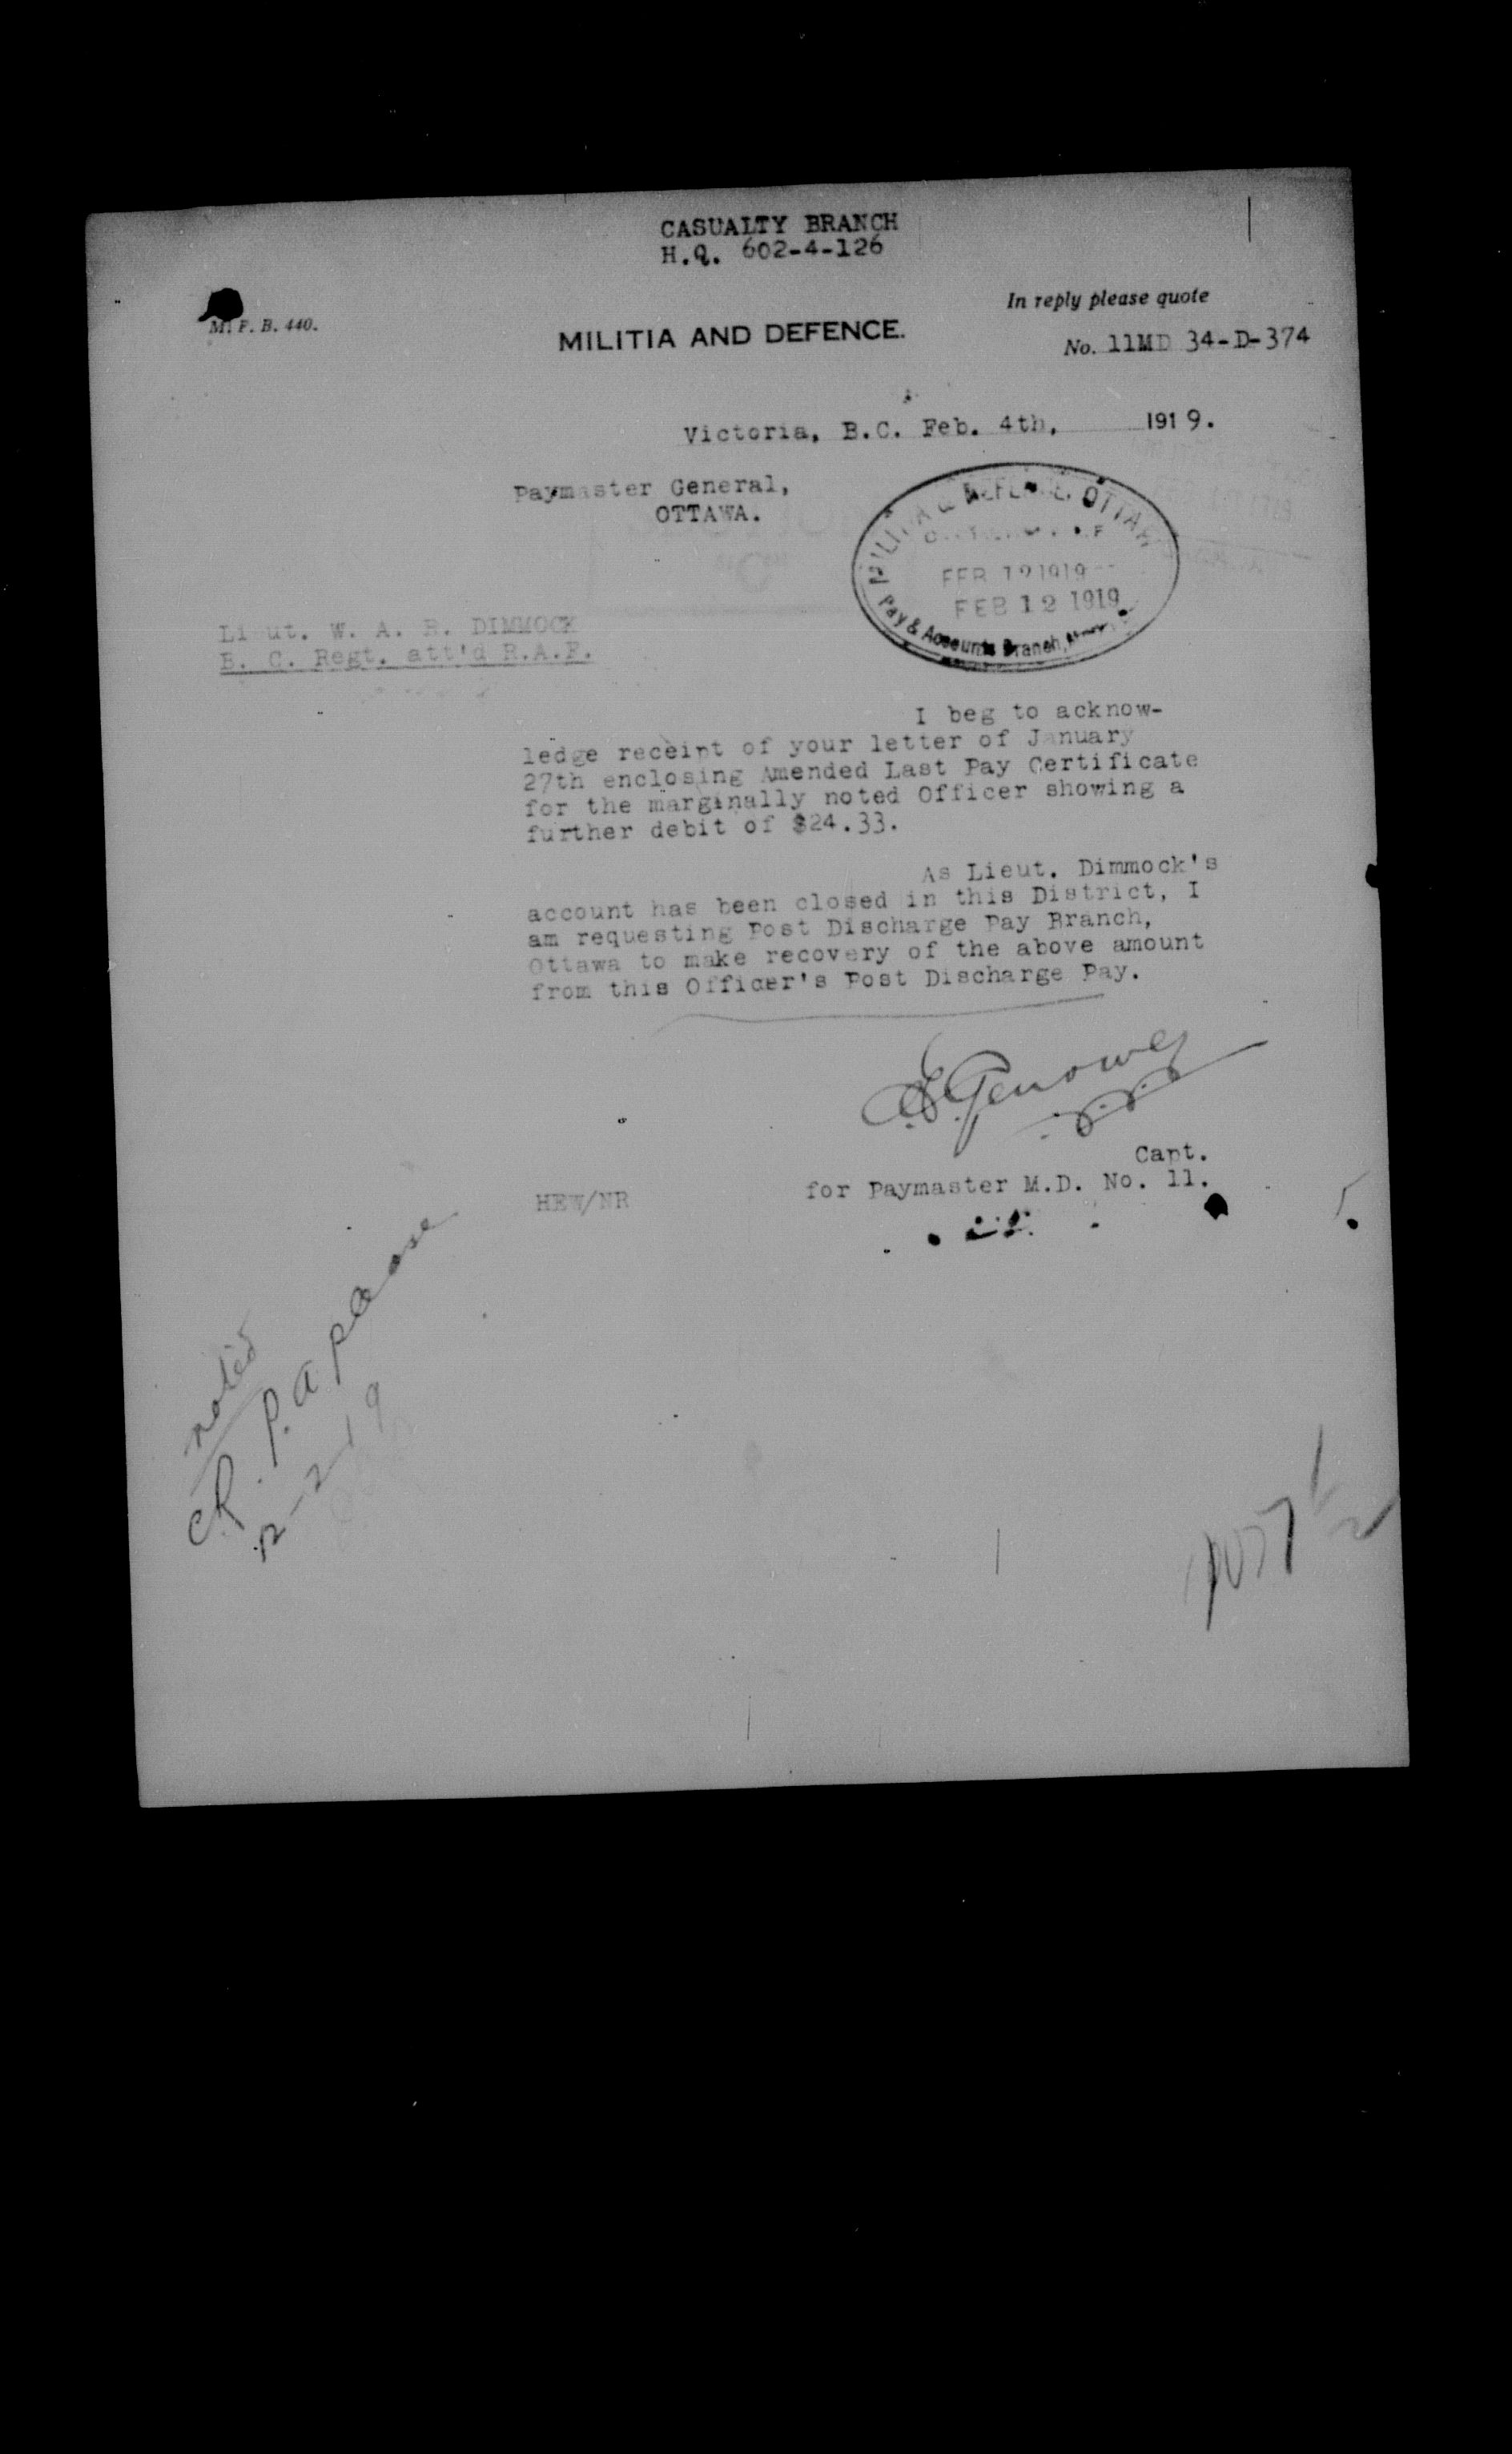 CASUALTY BRANCH
H.Q. 602-4-126
M. F. B. 440.
In reply please quote
MILITIA AND DEFENCE.
No. 11MD 34-D-374
Victoria, B.C. Feb. 4th, 1919.
Paymaster General,
OTTAWA.
MILITIA & DEFENCE, OTTAWA
FEB 12 1919
FEB 12 1919
Pay & Accounts Branch,
Lieut. W. A. R. DIMMOCK
B. C. Regt. att'd R.A.F.
I beg to acknow-
ledge receipt of your letter of January
27th enclosing Amended Last Pay Certificate
for the marginally noted Officer showing a
further debit of $24.33.
As Lieut. Dimmock's
account has been closed in this District, I
am requesting Post Discharge Pay Branch,
Ottawa to make recovery of the above amount
from this Officer's Post Discharge Pay.
Capt.
for Paymaster M.D. No. 11.
HEW/NR
noted
P. A please
12-2-19